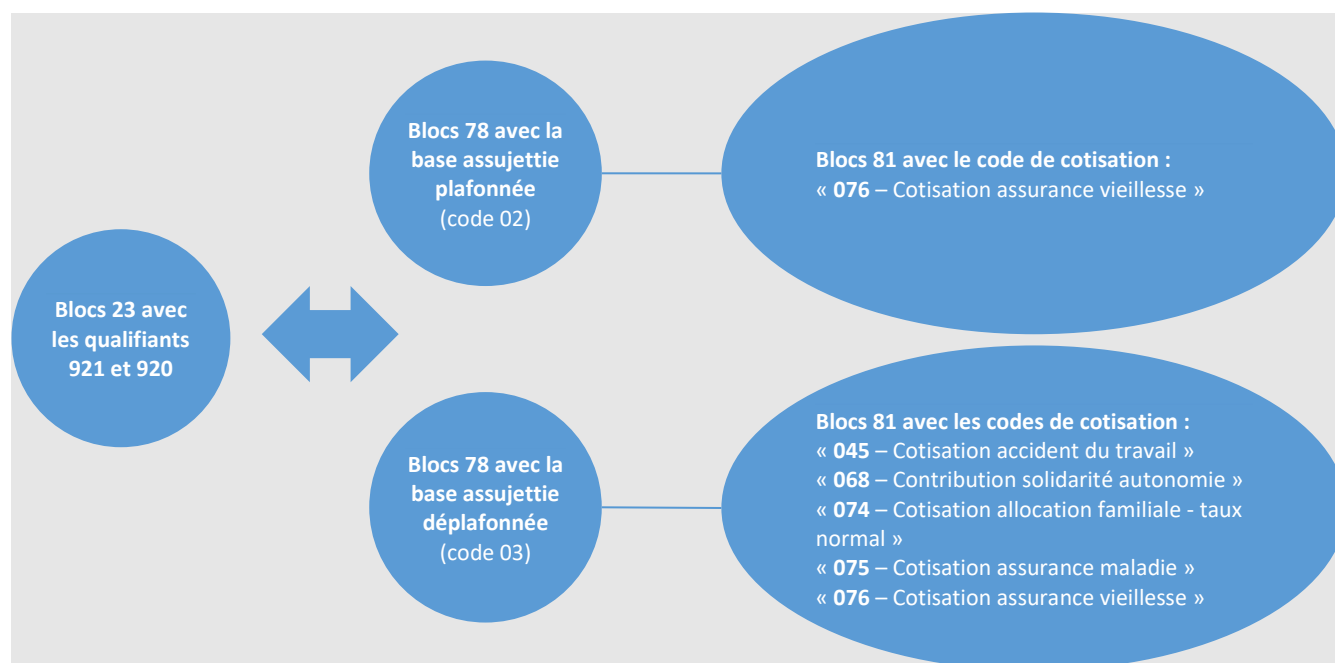 Blocs 23 avec
les qualifiants
921 et 920
Blocs 78 avec la
base assujettie
plafonnée
(code 02)
Blocs 81 avec le code de cotisation :
« 076 – Cotisation assurance vieillesse »
Blocs 78 avec la
base assujettie
déplafonnée
(code 03)
Blocs 81 avec les codes de cotisation :
« 045 – Cotisation accident du travail »
« 068 – Contribution solidarité autonomie »
« 074 – Cotisation allocation familiale - taux
normal »
« 075 – Cotisation assurance maladie »
« 076 – Cotisation assurance vieillesse »